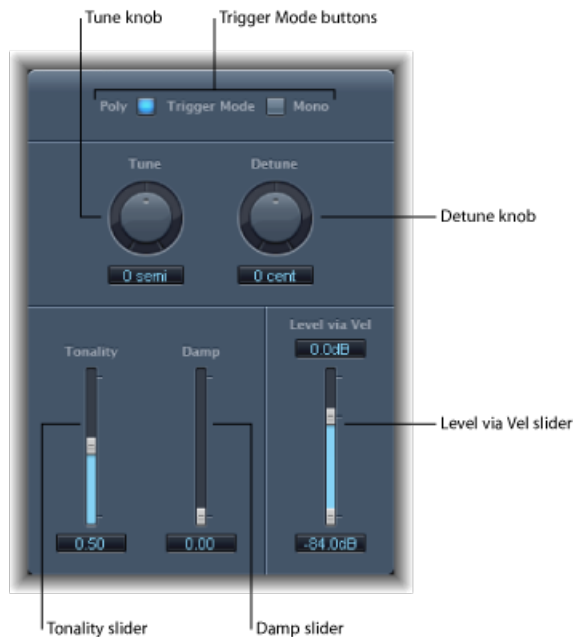 Tune knob
Trigger Mode buttons
Poly Trigger Mode Mono
Tune
Detune
Detune knob
0 semi
0 cent
Level via Vel
Tonality
Damp
0.0dB
Level via Vel slider
0.50
0.00
-84.0dB
Tonality slider
Damp slider